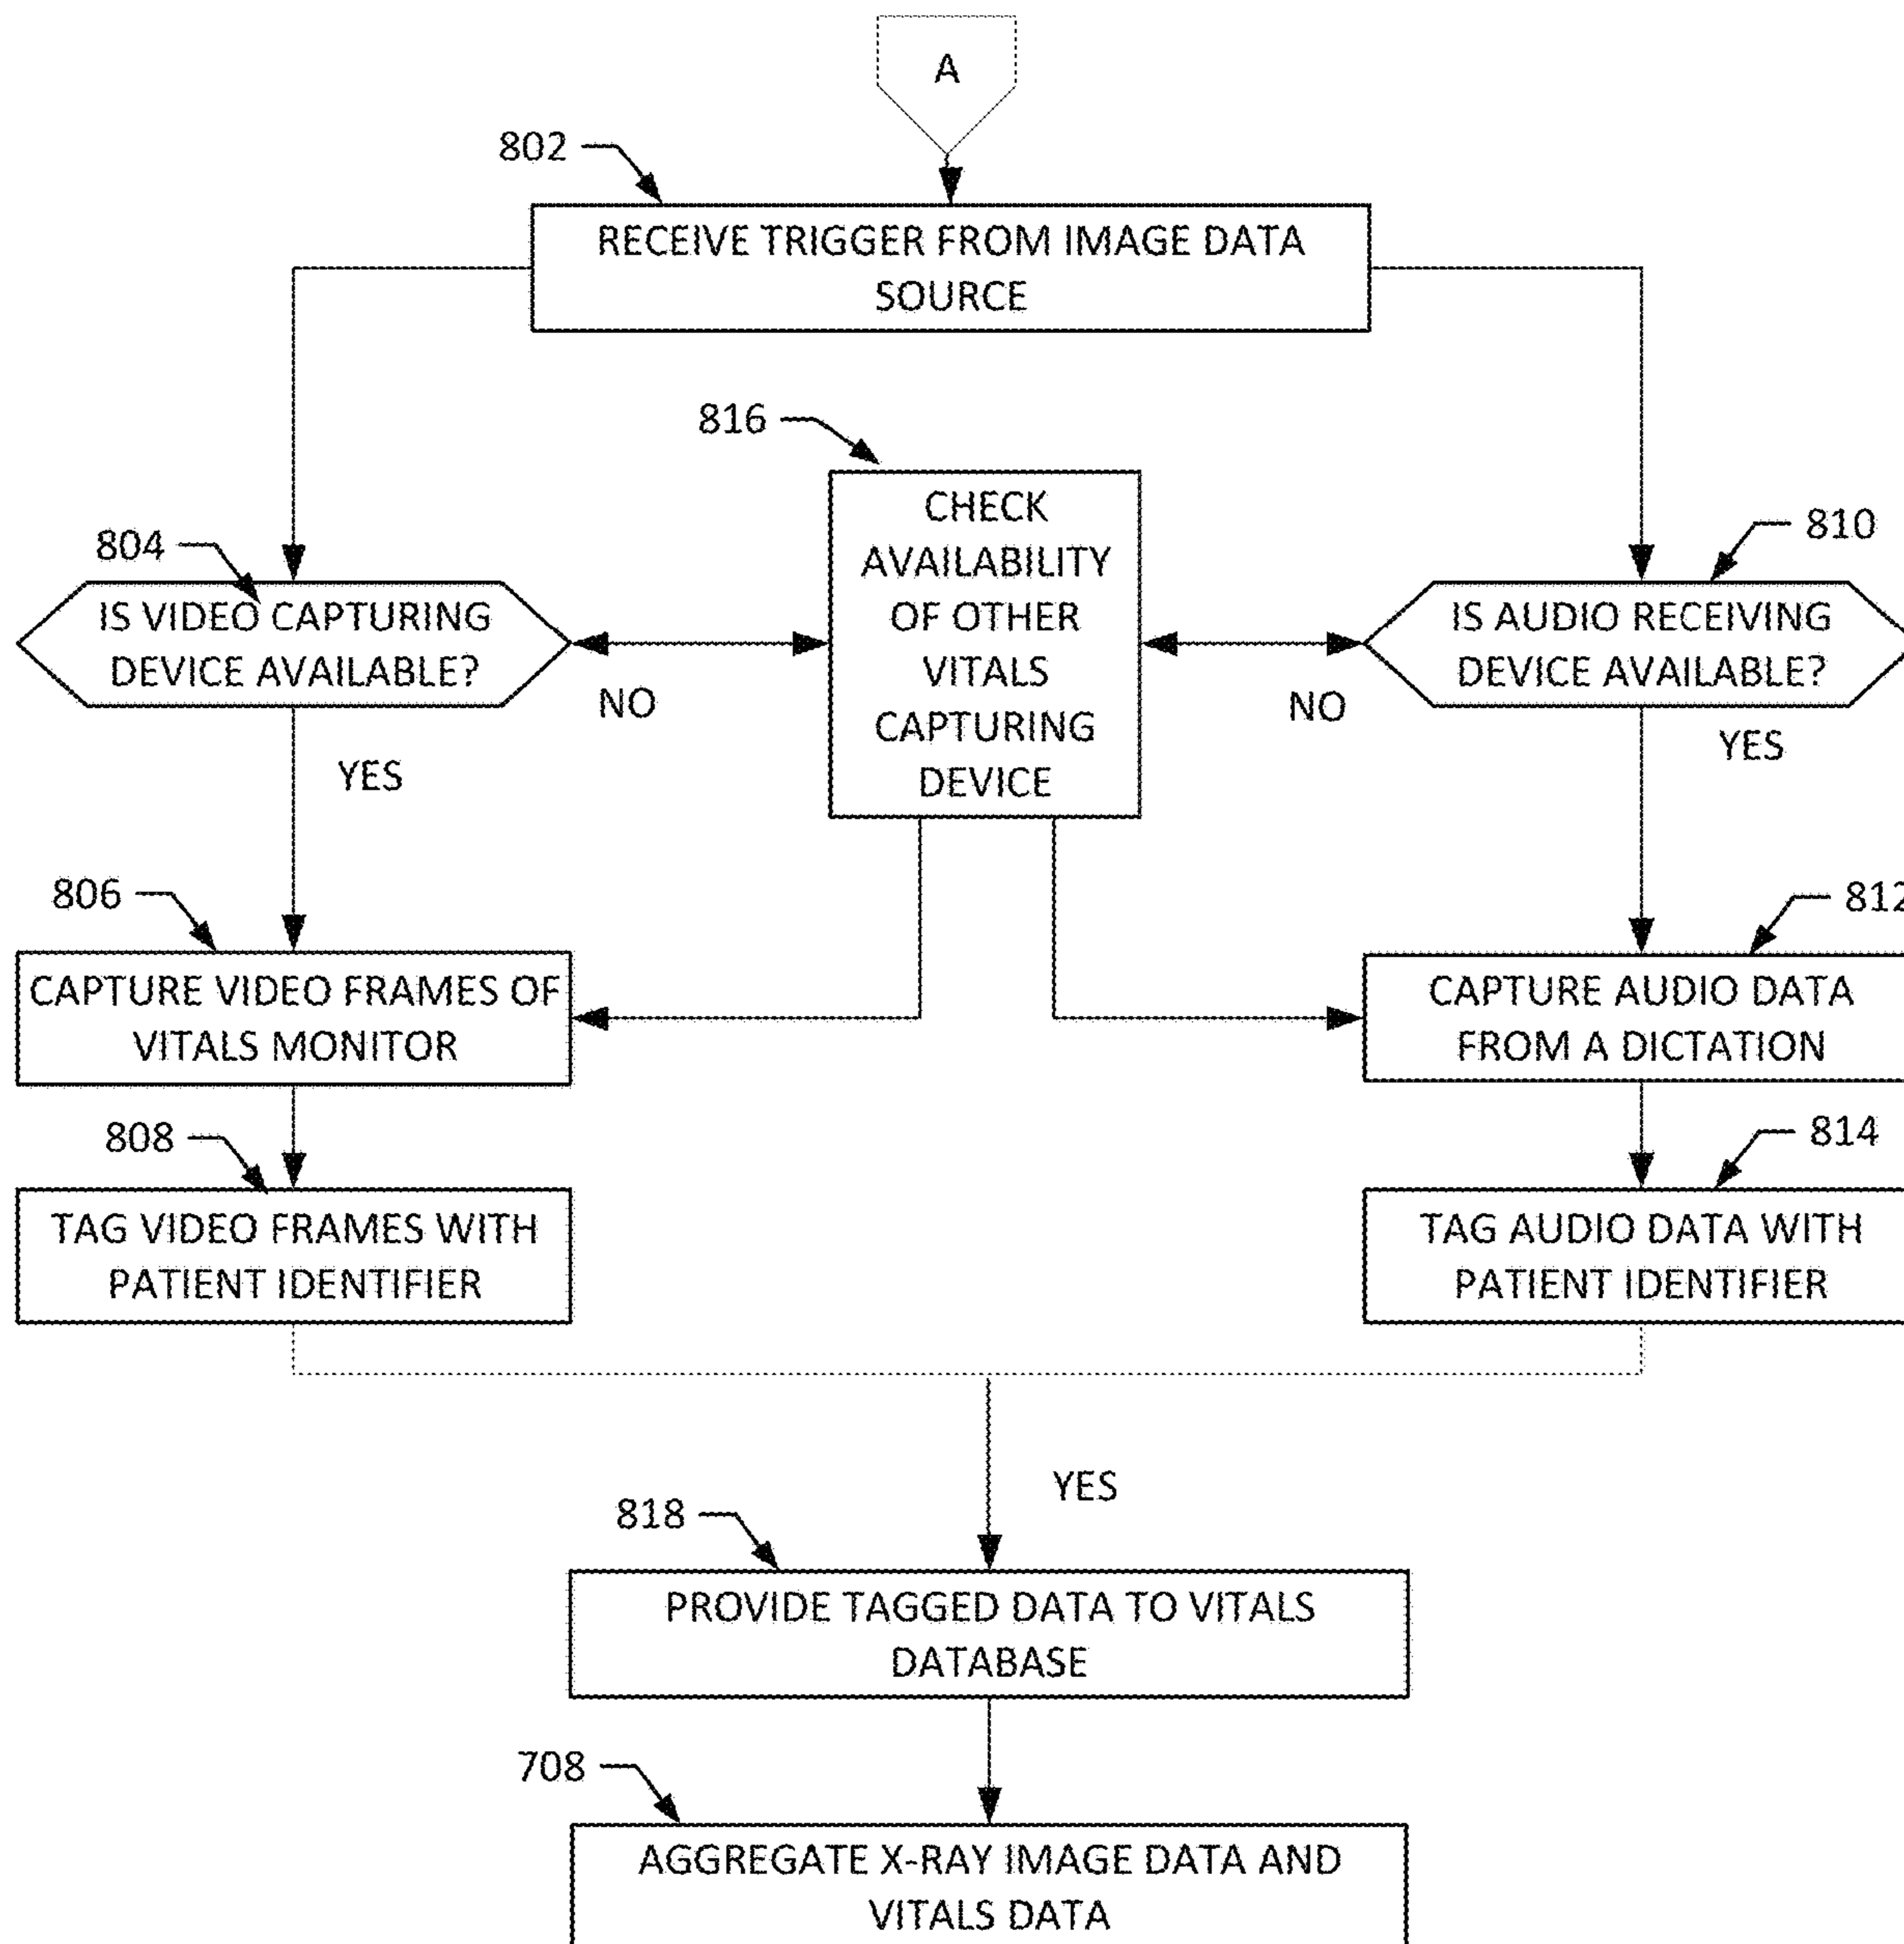 A
802
RECEIVE TRIGGER FROM IMAGE DATA
SOURCE
816
CHECK
AVAILABILITY
OF OTHER
VITALS
CAPTURING
DEVICE
804
IS VIDEO CAPTURING
DEVICE AVAILABLE?
NO
YES
810
IS AUDIO RECEIVING
DEVICE AVAILABLE?
NO
YES
806
CAPTURE VIDEO FRAMES OF
VITALS MONITOR
812
CAPTURE AUDIO DATA
FROM A DICTATION
808
TAG VIDEO FRAMES WITH
PATIENT IDENTIFIER
814
TAG AUDIO DATA WITH
PATIENT IDENTIFIER
YES
818
PROVIDE TAGGED DATA TO VITALS
DATABASE
708
AGGREGATE X-RAY IMAGE DATA AND
VITALS DATA